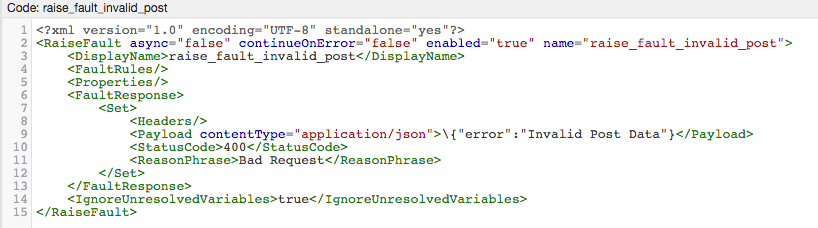 Code: raise_fault_invalid_post
1 <?xml version="1.0" encoding="UTF-8" standalone="yes"?>
2 <RaiseFault async="false" continueOnError="false" enabled="true" name="raise_fault_invalid_post">
3     <DisplayName>raise_fault_invalid_post</DisplayName>
4     <FaultRules/>
5     <Properties/>
6     <FaultResponse>
7         <Set>
8             <Headers/>
9             <Payload contentType="application/json">\{"error":"Invalid Post Data"}</Payload>
10             <StatusCode>400</StatusCode>
11             <ReasonPhrase>Bad Request</ReasonPhrase>
12         </Set>
13     </FaultResponse>
14     <IgnoreUnresolvedVariables>true</IgnoreUnresolvedVariables>
15 </RaiseFault>